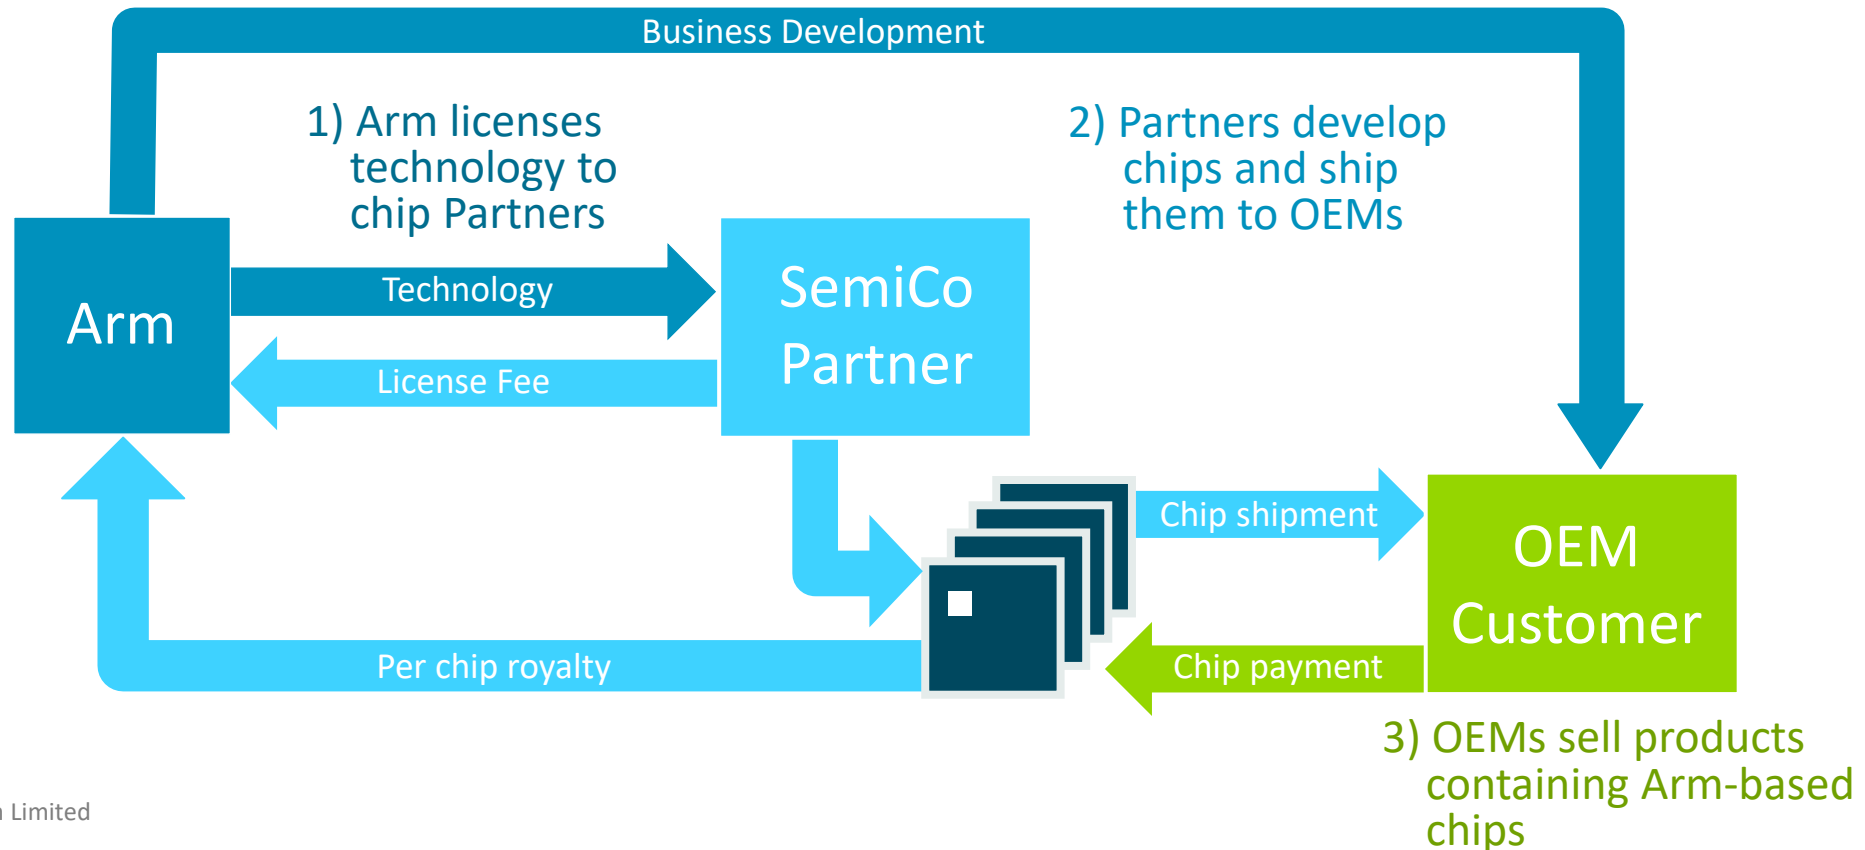 Business Development
1) Arm licenses
technology to
chip Partners
2) Partners develop
chips and ship
them to OEMs
Arm
Technology
License Fee
SemiCo
Partner
Chip shipment
OEM
Customer
Per chip royalty
Chip payment
3) OEMs sell products
containing Arm-based
chips
Limited